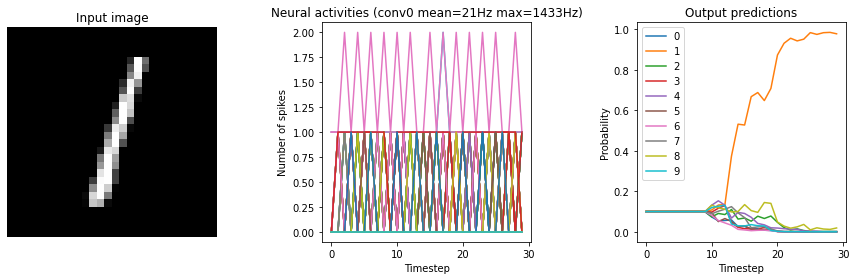 Input image
Neural activities (conv0 mean=21Hz max=1433Hz)
Number of spikes
2.00
1.75
1.50
1.25
1.00
0.75
0.50
0.25
0.00
0 10 20 30
Timestep
Output predictions
Probability
1.0
0.8
0.6
0.4
0.2
0.0
0
1
2
3
4
5
6
7
8
9
0 10 20 30
Timestep